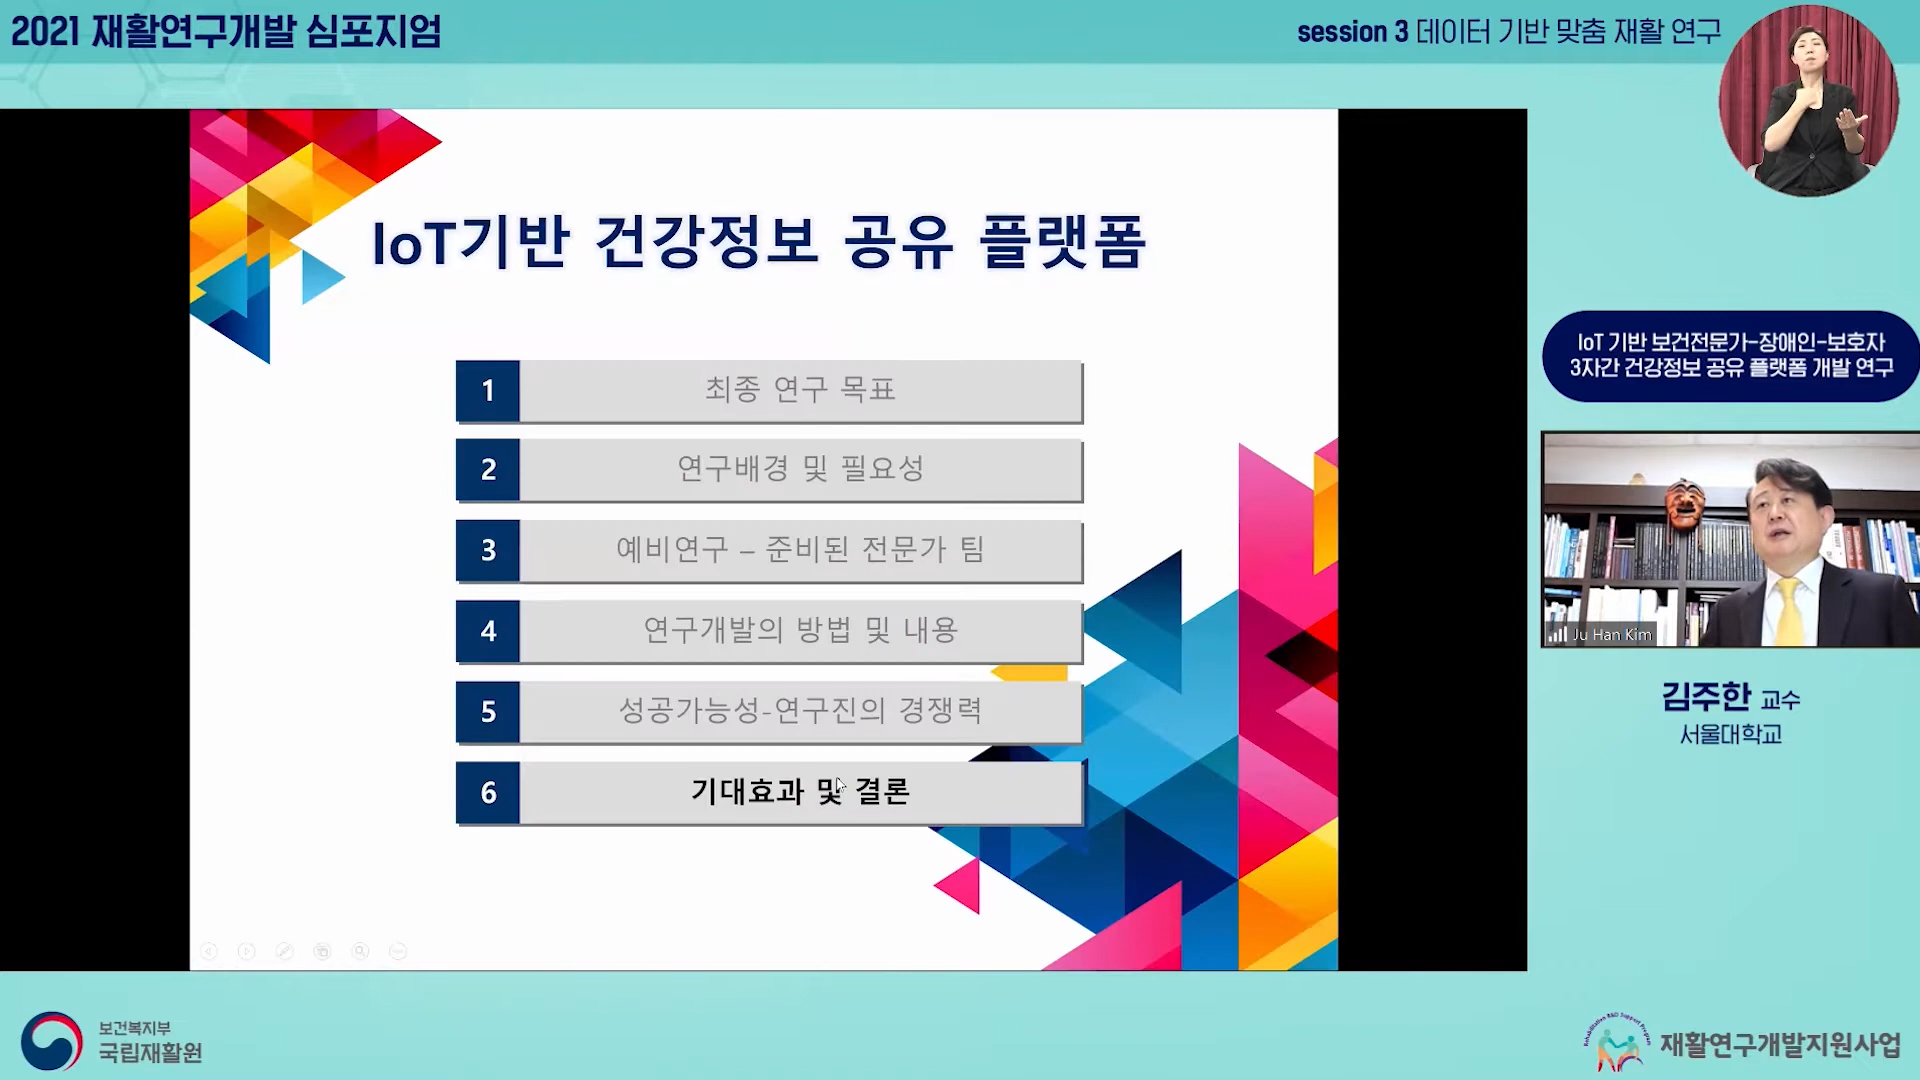 2021 재활연구개발 심포지엄
session 3 데이터 기반 맞춤 재활 연구
IoT기반 건강정보 공유 플랫폼
1 최종 연구 목표
2 연구배경 및 필요성
3 예비연구 – 준비된 전문가 팀
4 연구개발의 방법 및 내용
5 성공가능성-연구진의 경쟁력
6 기대효과 및 결론
IoT 기반 보건전문가-장애인-보호자
3자간 건강정보 공유 플랫폼 개발 연구
Ju Han Kim
김주한 교수
서울대학교
보건복지부
국립재활원
Rehabilitation R&D Support Program
재활연구개발지원사업